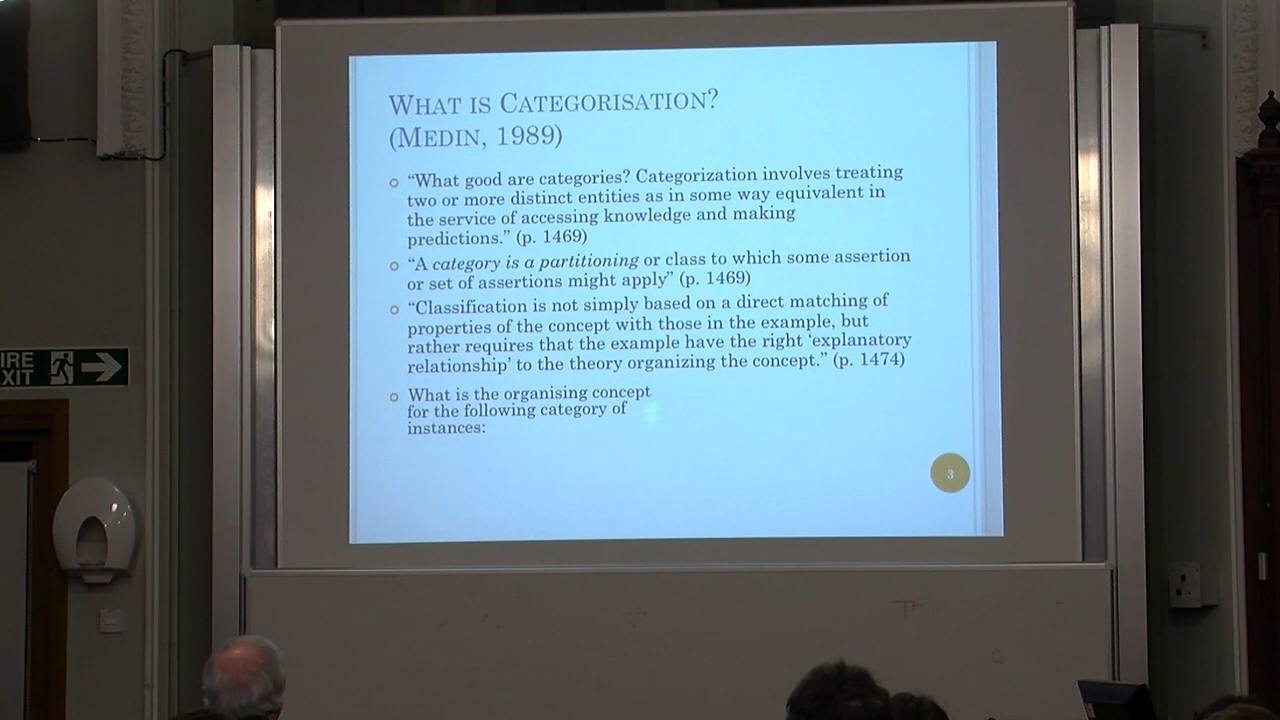 WHAT IS CATEGORISATION?
(MEDIN, 1989)
“What good are categories? Categorization involves treating
two or more distinct entities as in some way equivalent in
the service of accessing knowledge and making
predictions.” (p. 1469)
“A category is a partitioning or class to which some assertion
or set of assertions might apply” (p. 1469)
“Classification is not simply based on a direct matching of
properties of the concept with those in the example, but
rather requires that the example have the right ‘explanatory
relationship’ to the theory organizing the concept.” (p. 1474)
What is the organising concept
for the following category of
instances:
3
IRE
XIT